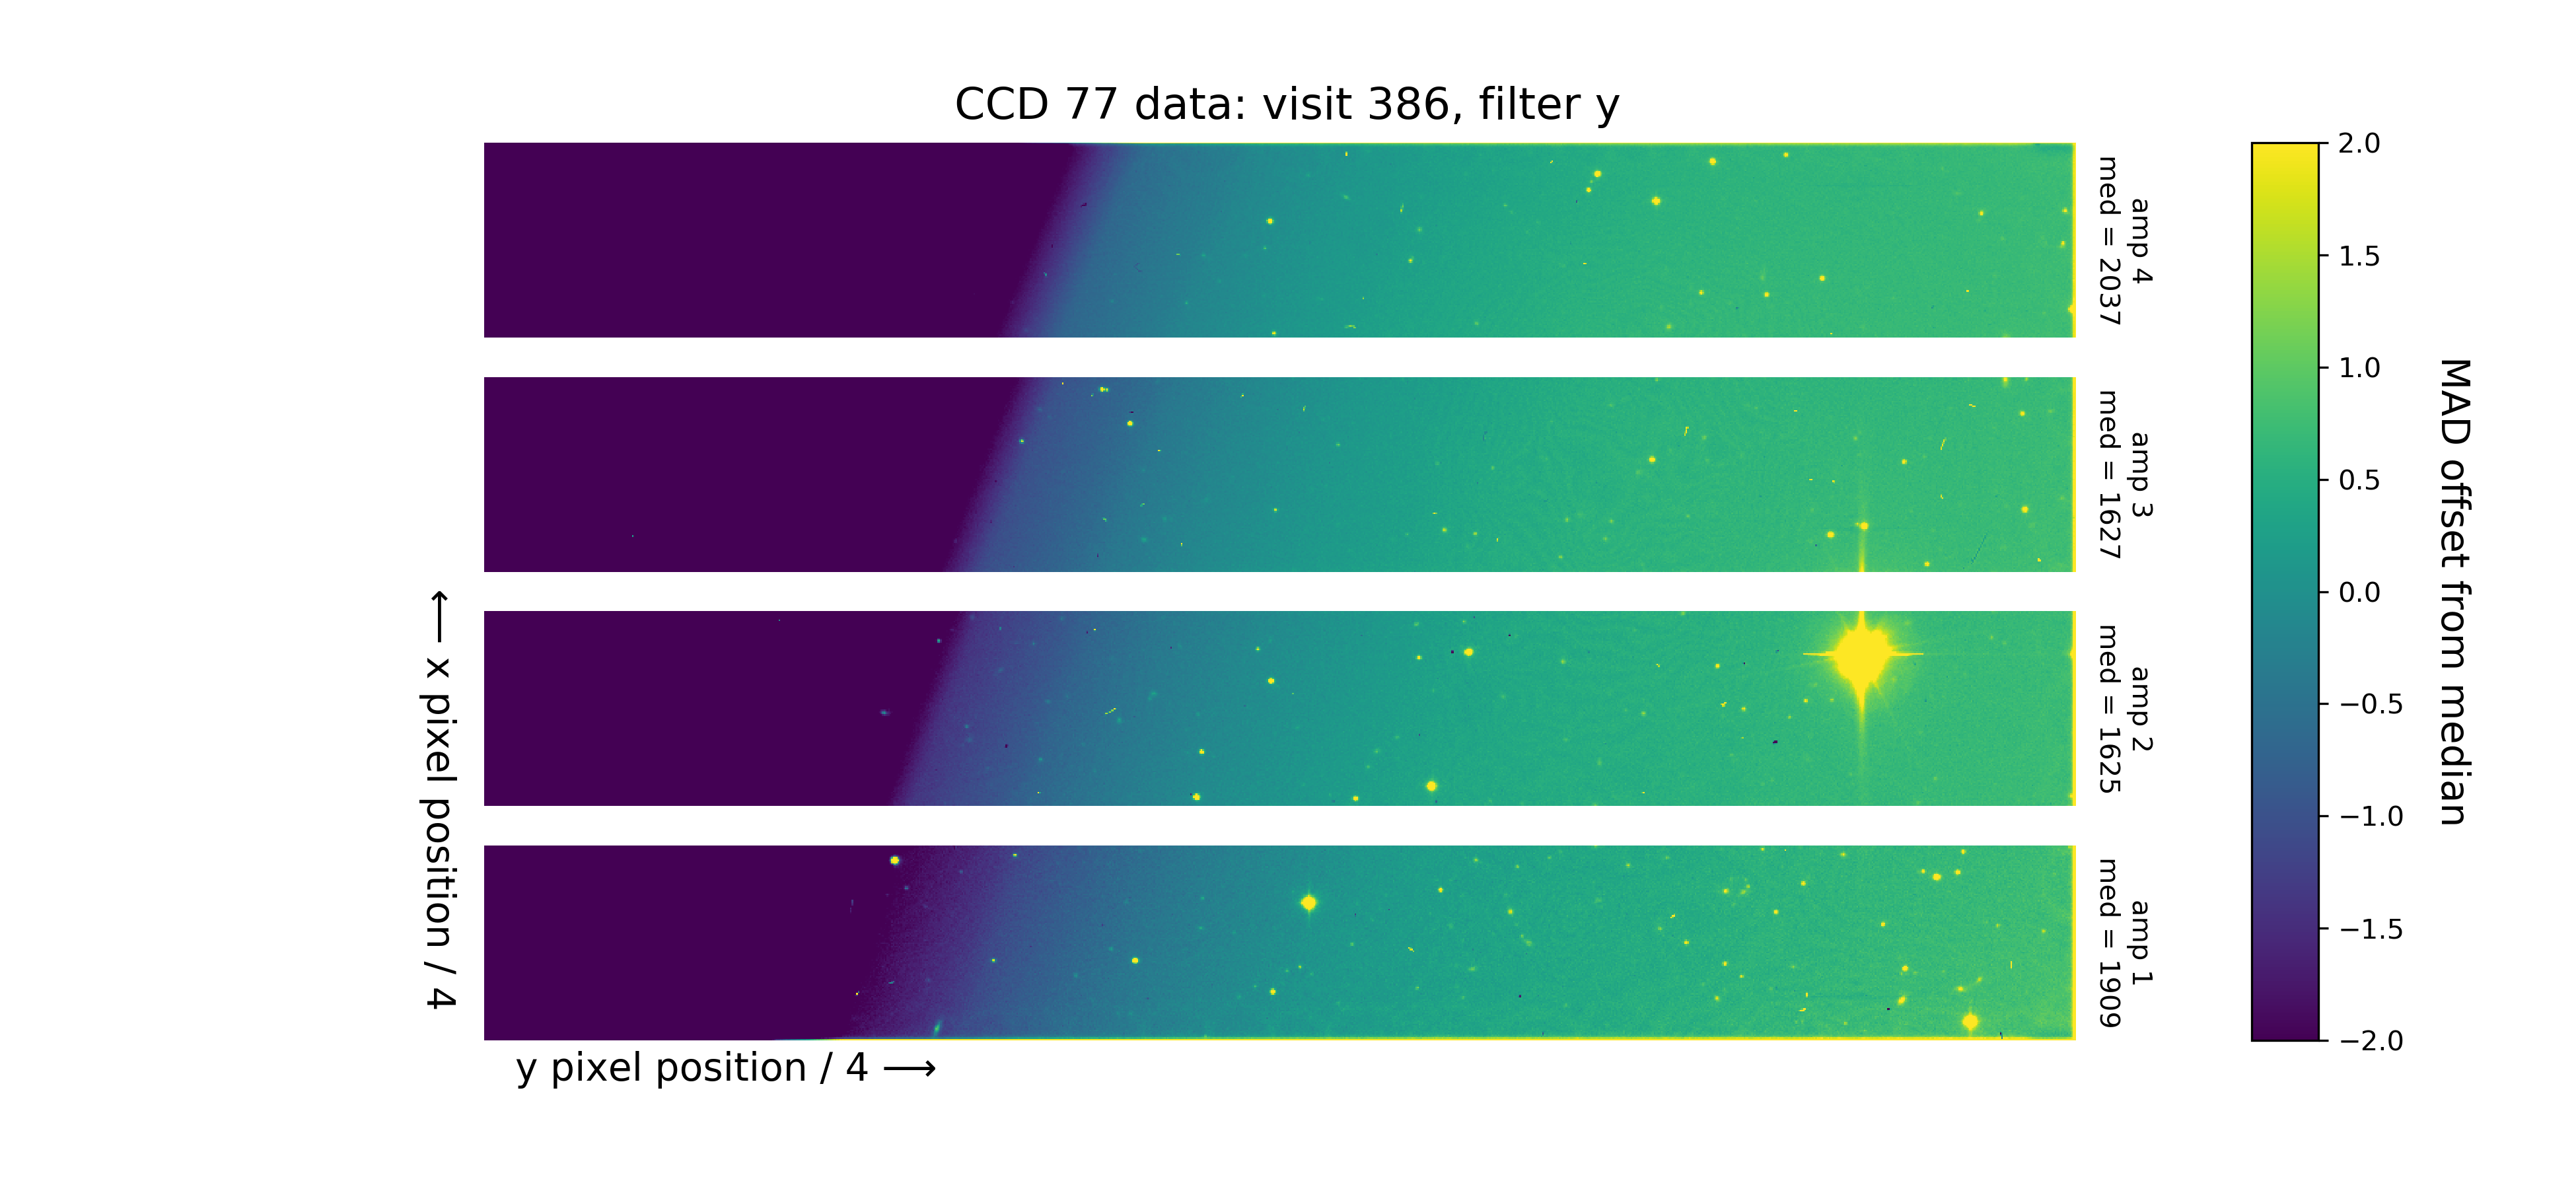 CCD 77 data: visit 386, filter y
amp 4
med = 2037
amp 3
med = 1627
amp 2
med = 1625
amp 1
med = 1909
⟵ x pixel position / 4
y pixel position / 4 ⟶
2.0
1.5
1.0
0.5
0.0
−0.5
−1.0
−1.5
−2.0
MAD offset from median